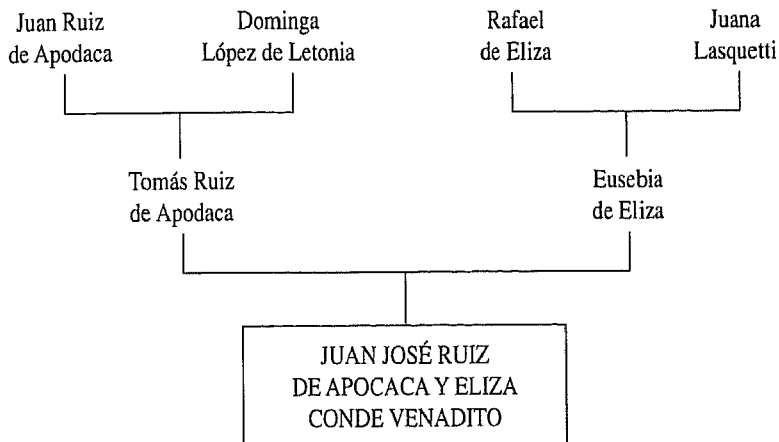 Juan Ruiz
de Apodaca
Dominga
López de Letonia
Rafael
de Eliza
Juana
Lasquetti
Tomás Ruiz
de Apodaca
Eusebia
de Eliza
JUAN JOSÉ RUIZ
DE APOCACA Y ELIZA
CONDE VENADITO